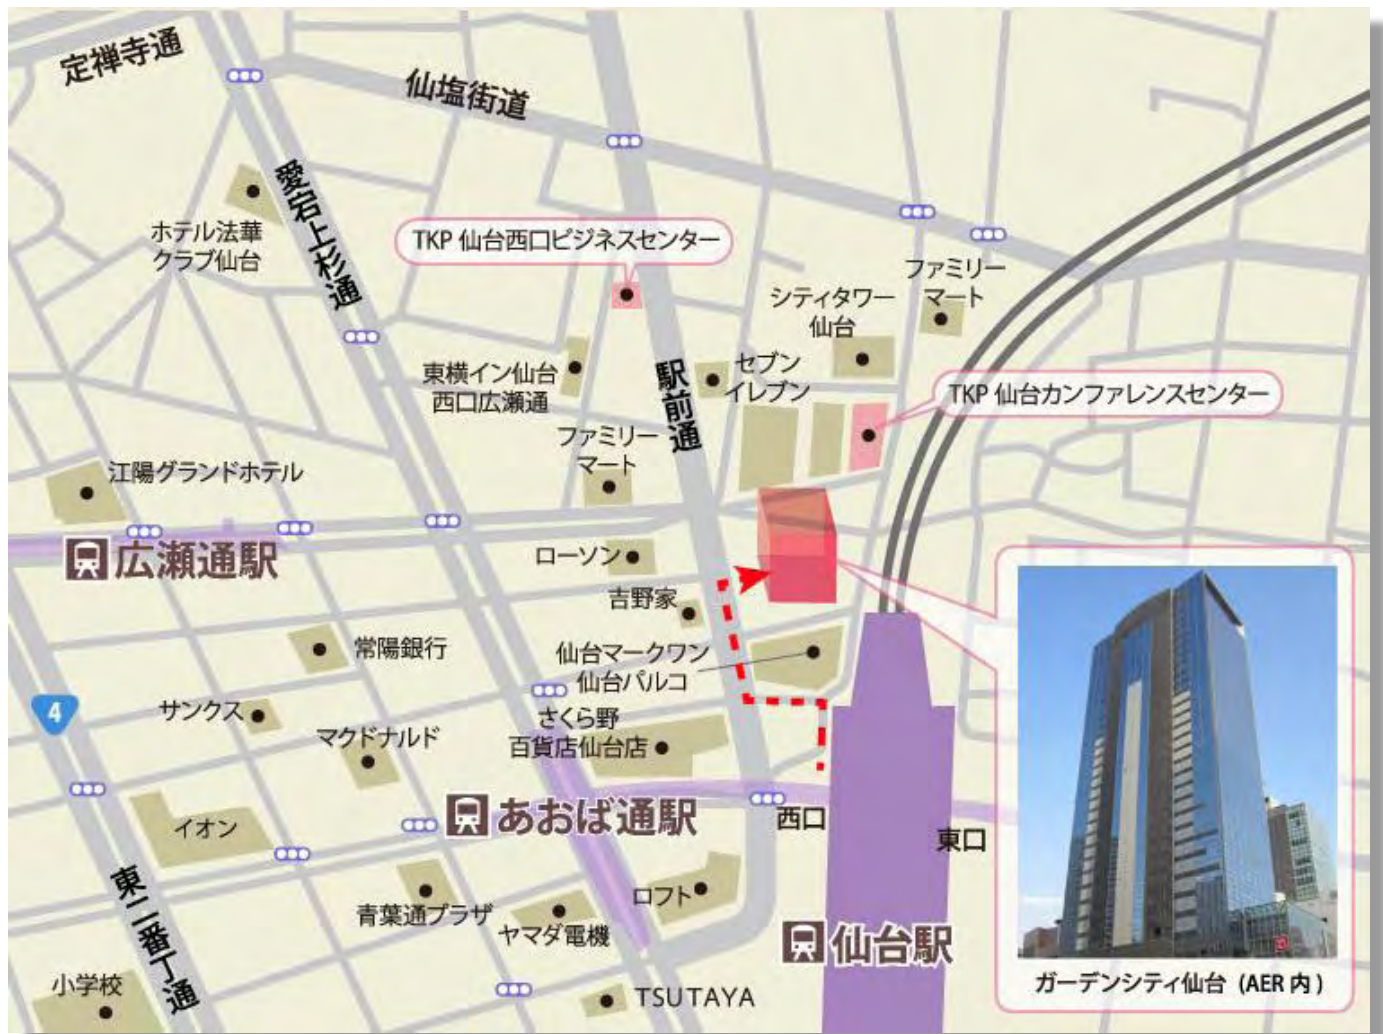 定禅寺通
仙塩街道
愛宕上杉通
ホテル法華
クラブ仙台
TKP 仙台西口ビジネスセンター
ファミリー
マート
シティタワー
仙台
東横イン仙台
西口広瀬通
駅前通
セブン
イレブン
TKP 仙台カンファレンスセンター
ファミリー
マート
江陽グランドホテル
広瀬通駅
ローソン
吉野家
常陽銀行
仙台マークワン
仙台パルコ
4
サンクス
さくら野
百貨店仙台店
マクドナルド
あおば通駅
西口
東口
イオン
東二番丁通
青葉通プラザ
ヤマダ電機
ロフト
仙台駅
小学校
TSUTAYA
ガーデンシティ仙台 (AER 内)